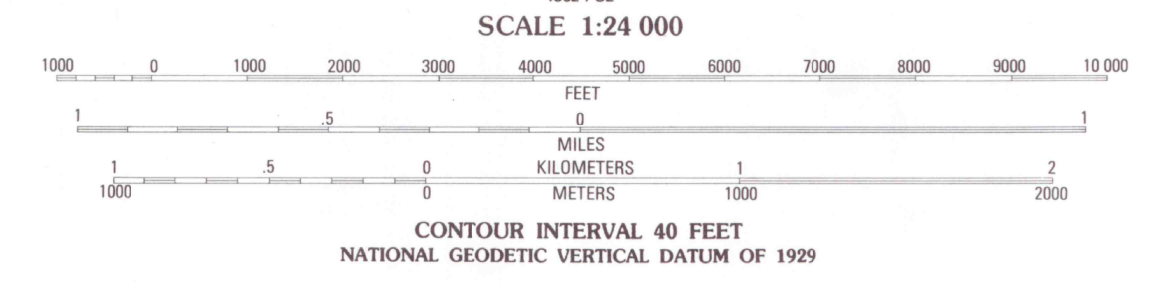 SCALE 1:24 000
1000 0 1000 2000 3000 4000 5000 6000 7000 8000 9000 10 000
FEET
1 .5 0 1
MILES
1 .5 0 KILOMETERS 1 2
1000 0 METERS 1000 2000
CONTOUR INTERVAL 40 FEET
NATIONAL GEODETIC VERTICAL DATUM OF 1929